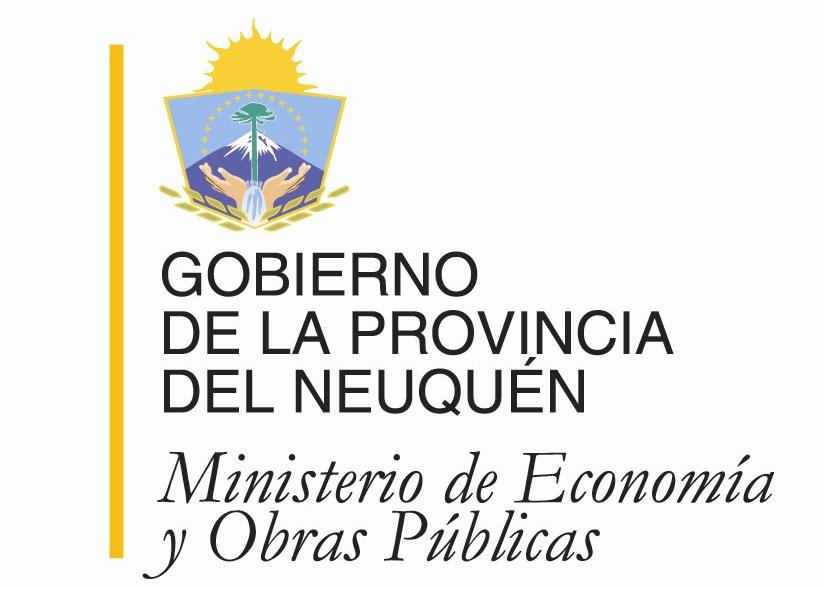 GOBIERNO
DE LA PROVINCIA
DEL NEUQUÉN
Ministerio de Economía
y Obras Públicas